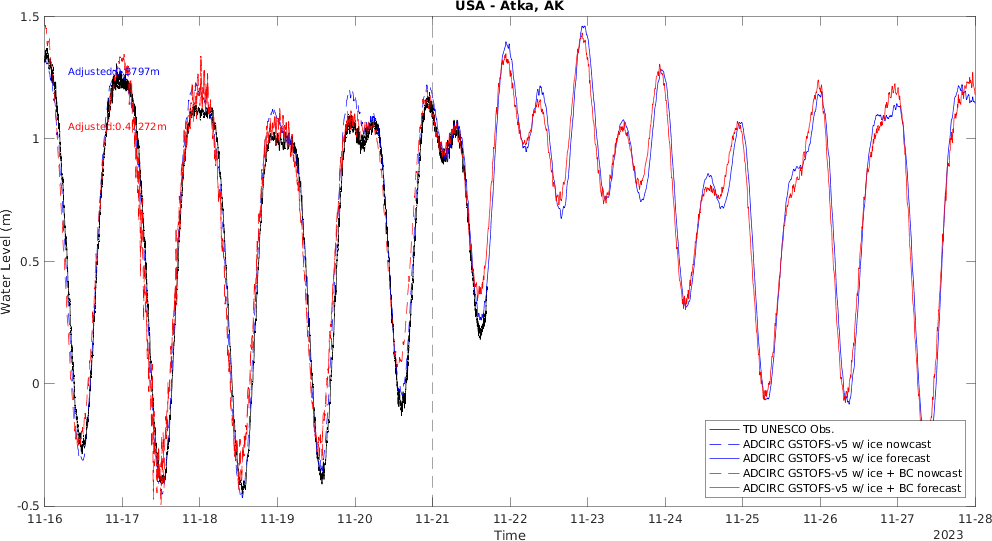 USA - Atka, AK
Water Level (m)
1.5
1
0.5
0
-0.5
11-16
11-17
11-18
11-19
11-20
11-21
11-22
11-23
11-24
11-25
11-26
11-27
11-28
2023
Time
TD UNESCO Obs.
ADCIRC GSTOFS-v5 w/ ice nowcast
ADCIRC GSTOFS-v5 w/ ice forecast
ADCIRC GSTOFS-v5 w/ ice + BC nowcast
ADCIRC GSTOFS-v5 w/ ice + BC forecast